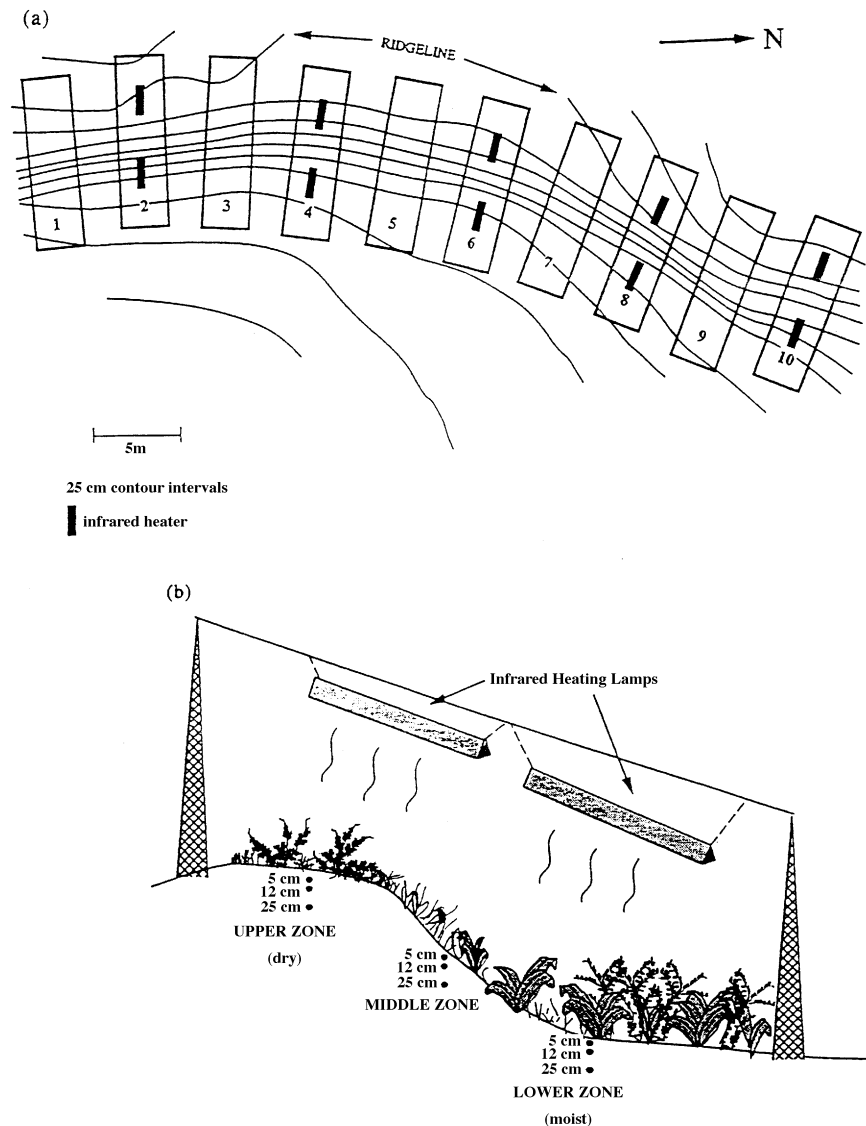 (a)
RIDGELINE
N
1
2
3
4
5
6
7
8
9
10
5m
25 cm contour intervals
infrared heater
(b)
Infrared Heating Lamps
5 cm
12 cm
25 cm
UPPER ZONE
(dry)
5 cm
12 cm
25 cm
MIDDLE ZONE
5 cm
12 cm
25 cm
LOWER ZONE
(moist)